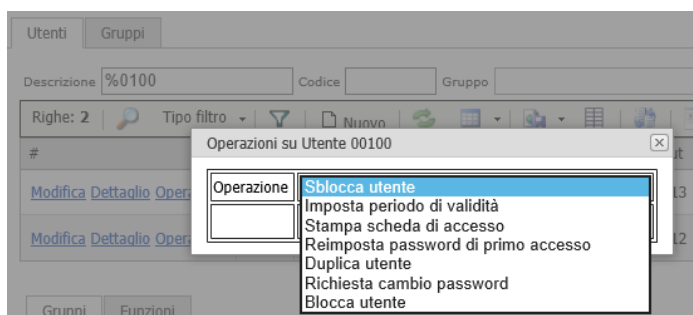 Utenti Gruppi
Descrizione %0100 Codice Gruppo
Righe: 2 Tipo filtro Nuovo
Operazioni su Utente 00100
#
Operazione Sblocca utente
Imposta periodo di validità
Stampa scheda di accesso
Reimposta password di primo accesso
Duplica utente
Richiesta cambio password
Blocca utente
Modifica Dettaglio 13
Modifica Dettaglio 12
Gruppi Funzioni